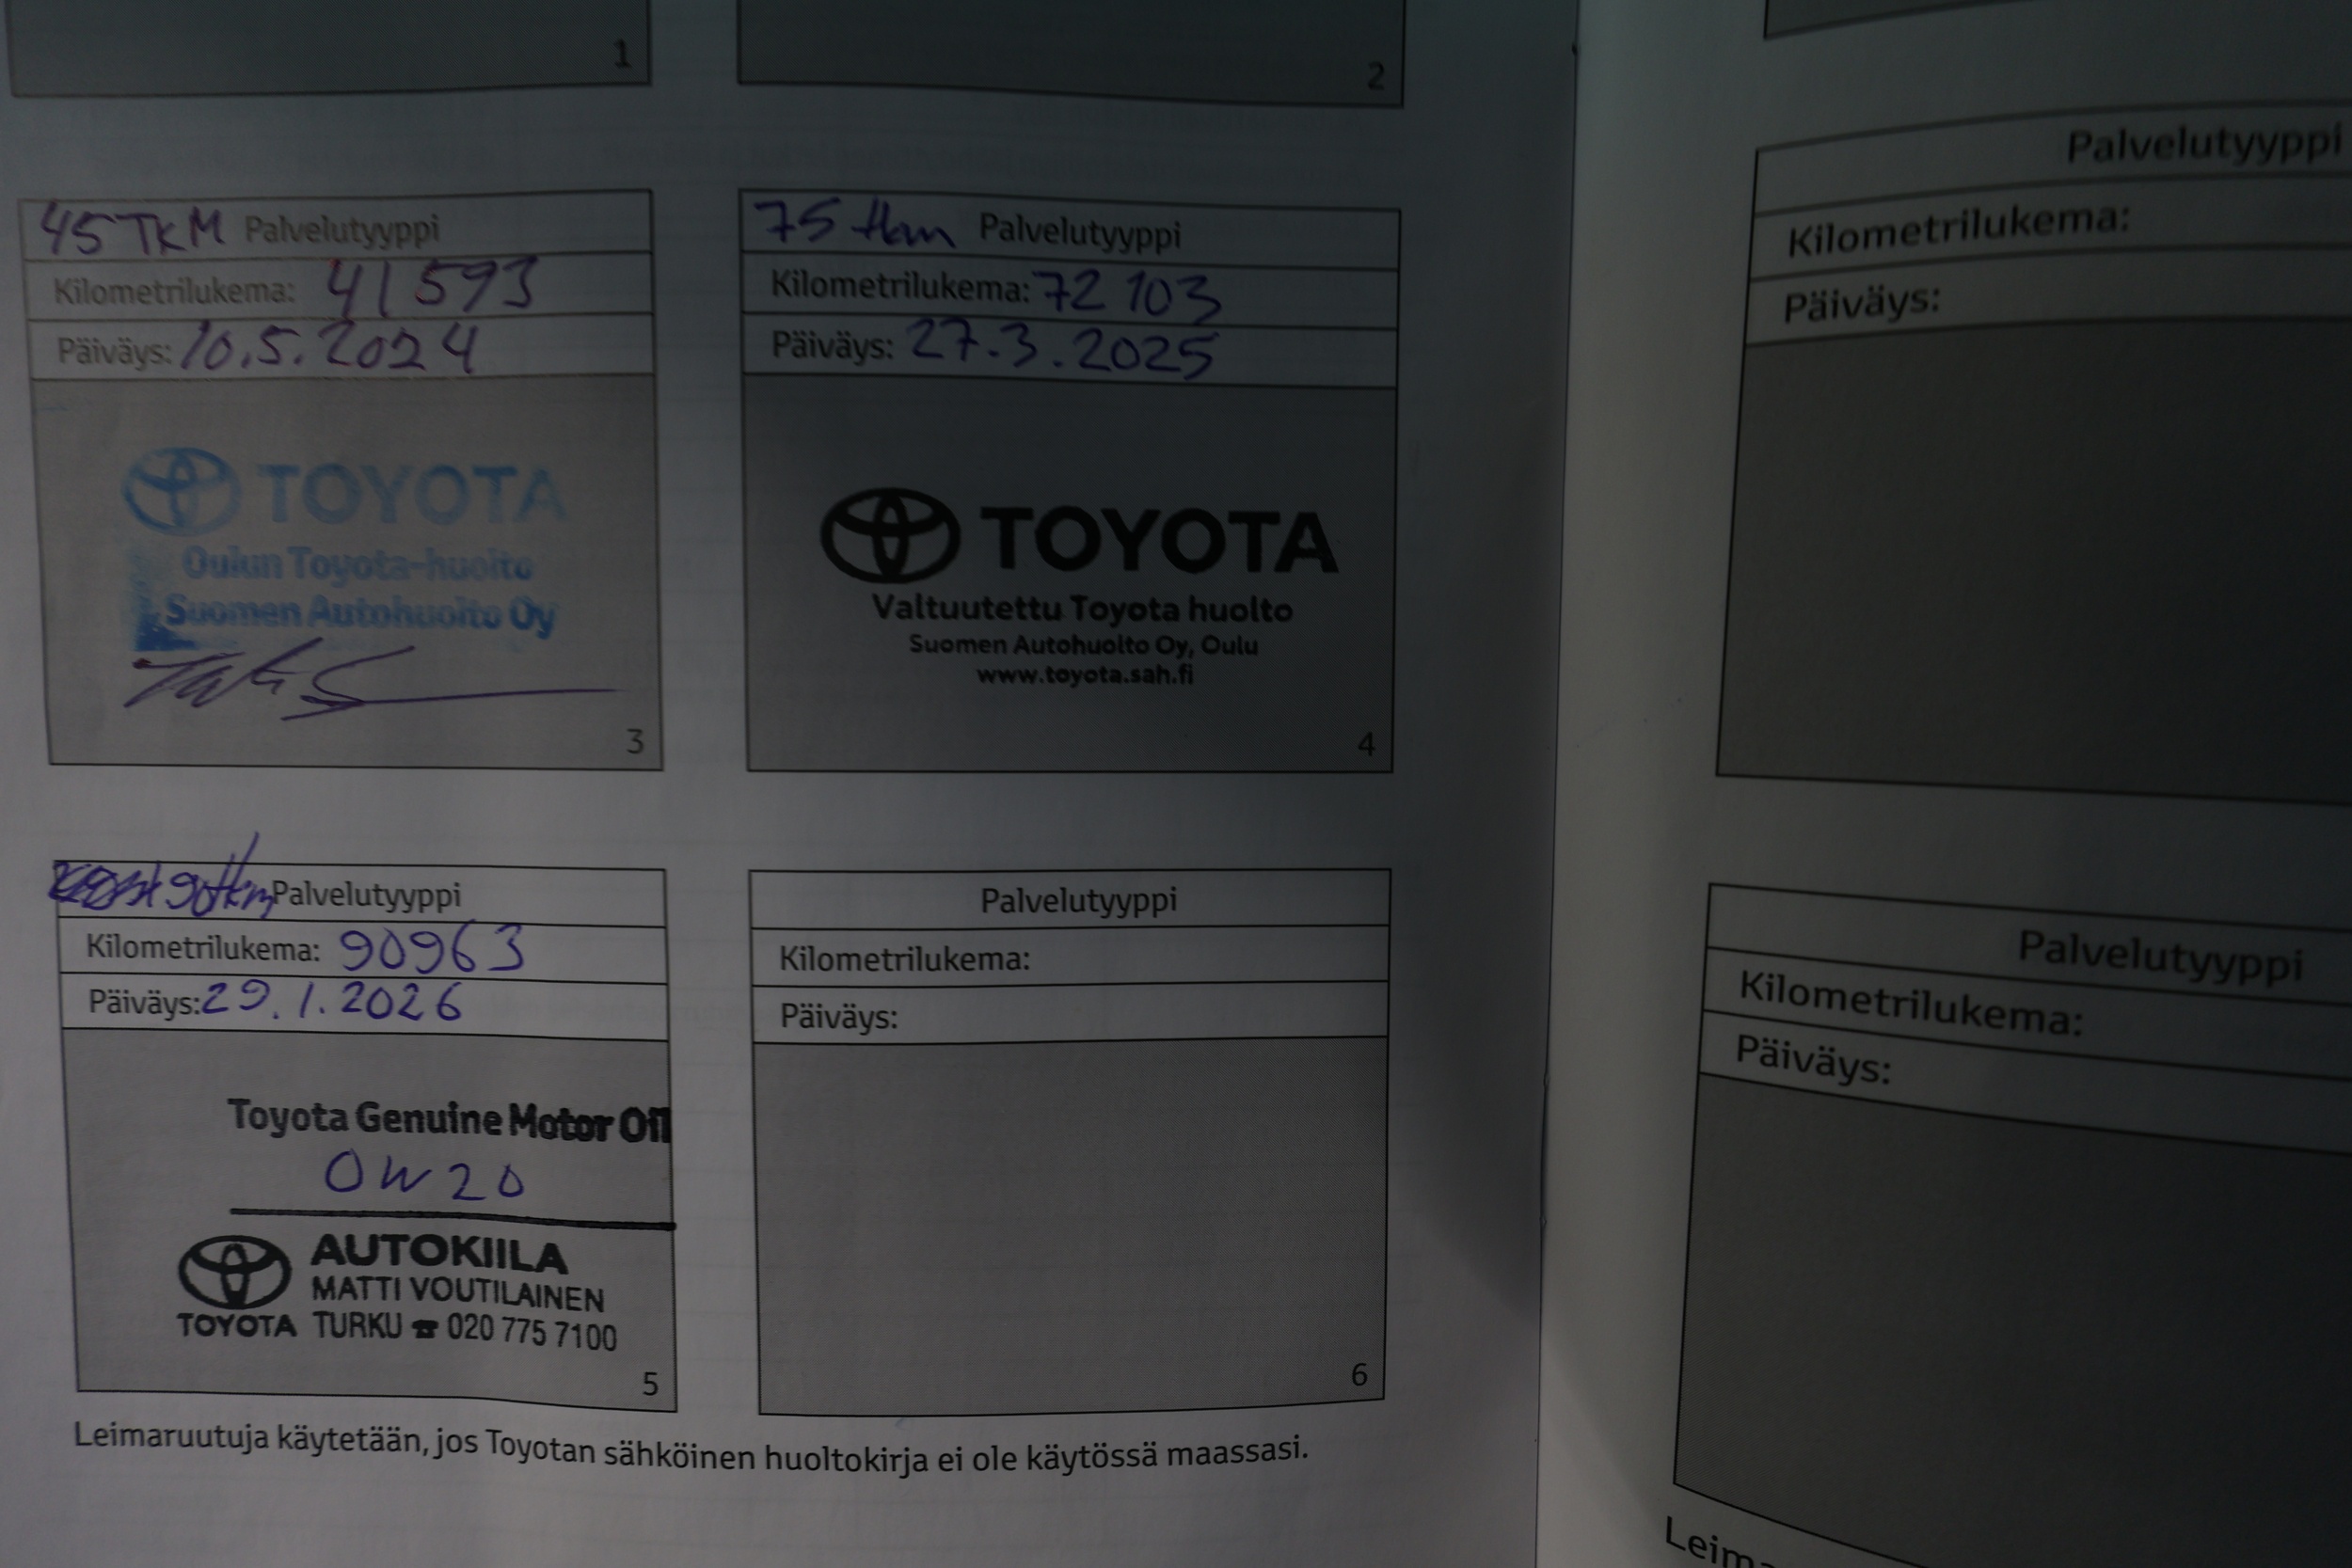 1
2
45 TKM Palvelutyyppi
Kilometrilukema: 41 593
Päiväys: 10.5.2024
TOYOTA
Oulun Toyota-huolto
Suomen Autohuolto Oy
3
75 tkm Palvelutyyppi
Kilometrilukema: 72 103
Päiväys: 27.3.2025
TOYOTA
Valtuutettu Toyota huolto
Suomen Autohuolto Oy, Oulu
www.toyota.sah.fi
4
90tkm Palvelutyyppi
Kilometrilukema: 90963
Päiväys: 29.1.2026
Toyota Genuine Motor Oil
0W20
AUTOKIILA
MATTI VOUTILAINEN
TOYOTA TURKU ☎ 020 775 7100
5
Palvelutyyppi
Kilometrilukema:
Päiväys:
6
Leimaruutuja käytetään, jos Toyotan sähköinen huoltokirja ei ole käytössä maassasi.
Palvelutyyppi
Kilometrilukema:
Päiväys:
Palvelutyyppi
Kilometrilukema:
Päiväys: